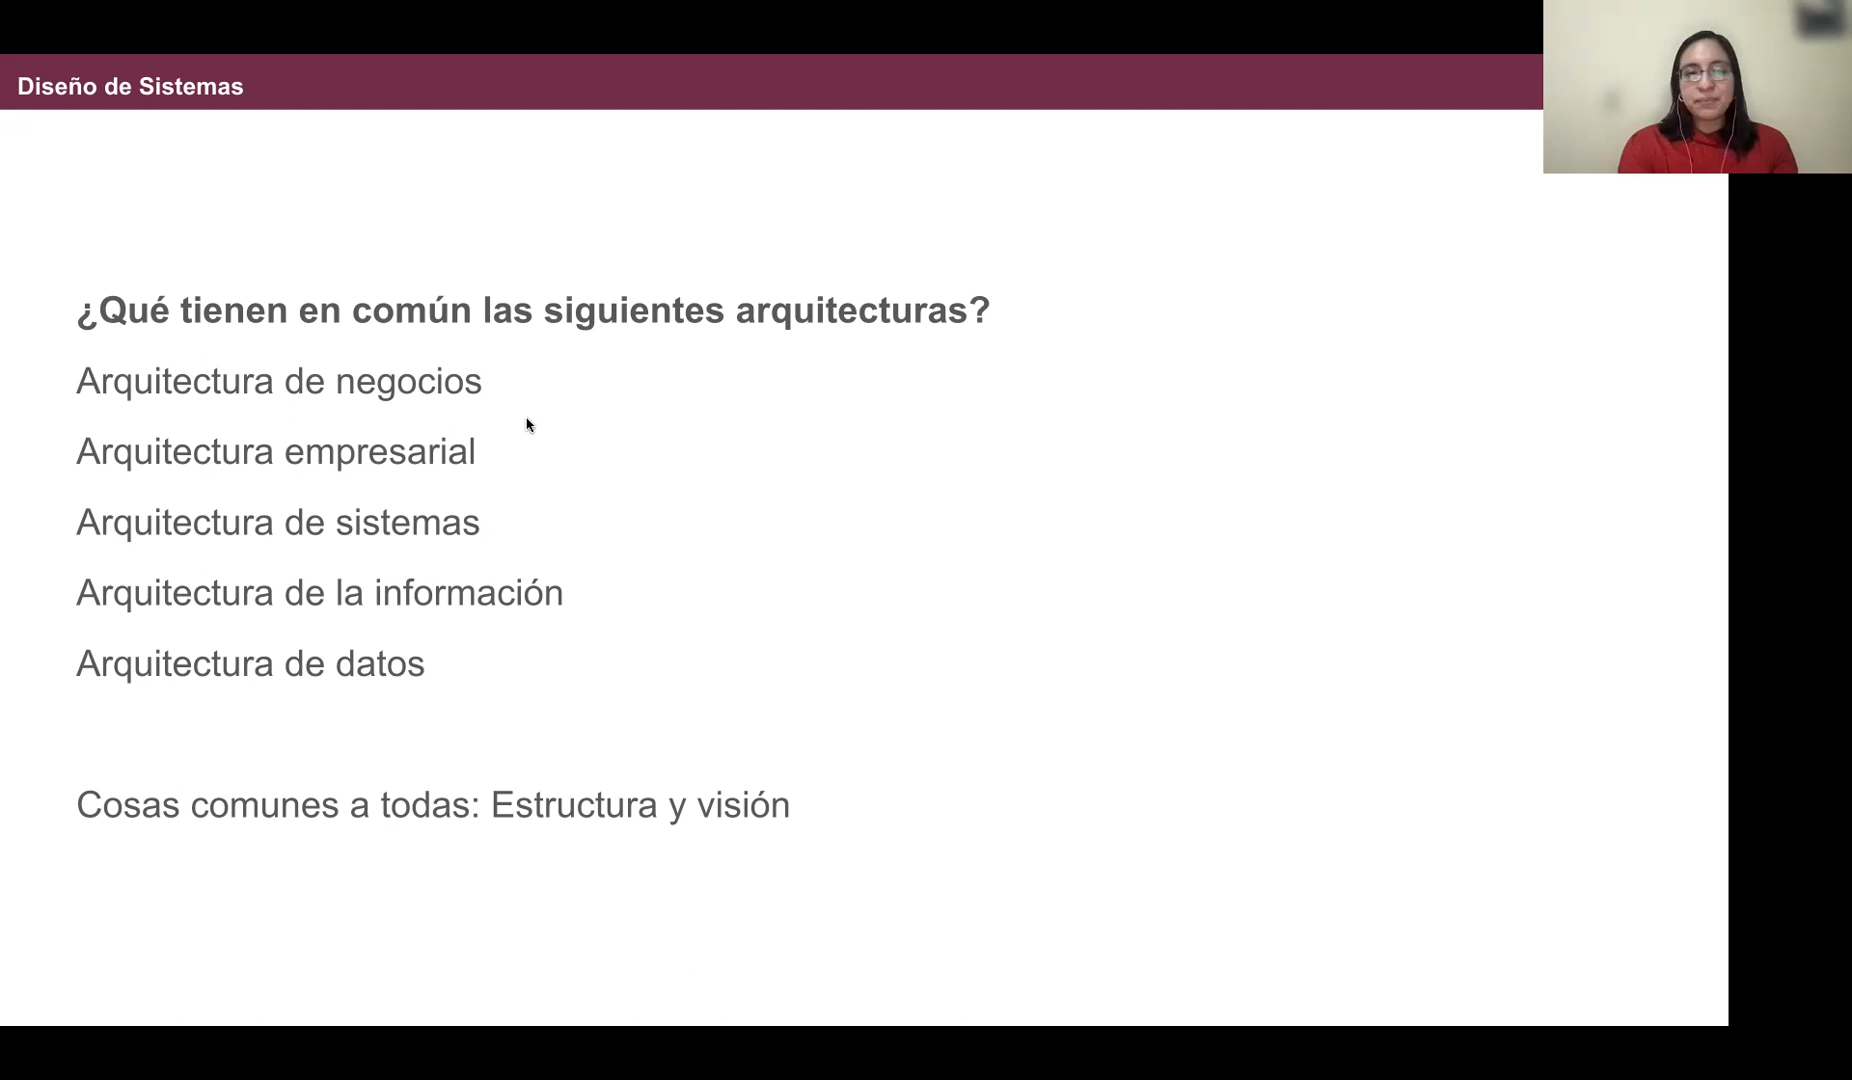 Diseño de Sistemas
¿Qué tienen en común las siguientes arquitecturas?
Arquitectura de negocios
Arquitectura empresarial
Arquitectura de sistemas
Arquitectura de la información
Arquitectura de datos
Cosas comunes a todas: Estructura y visión